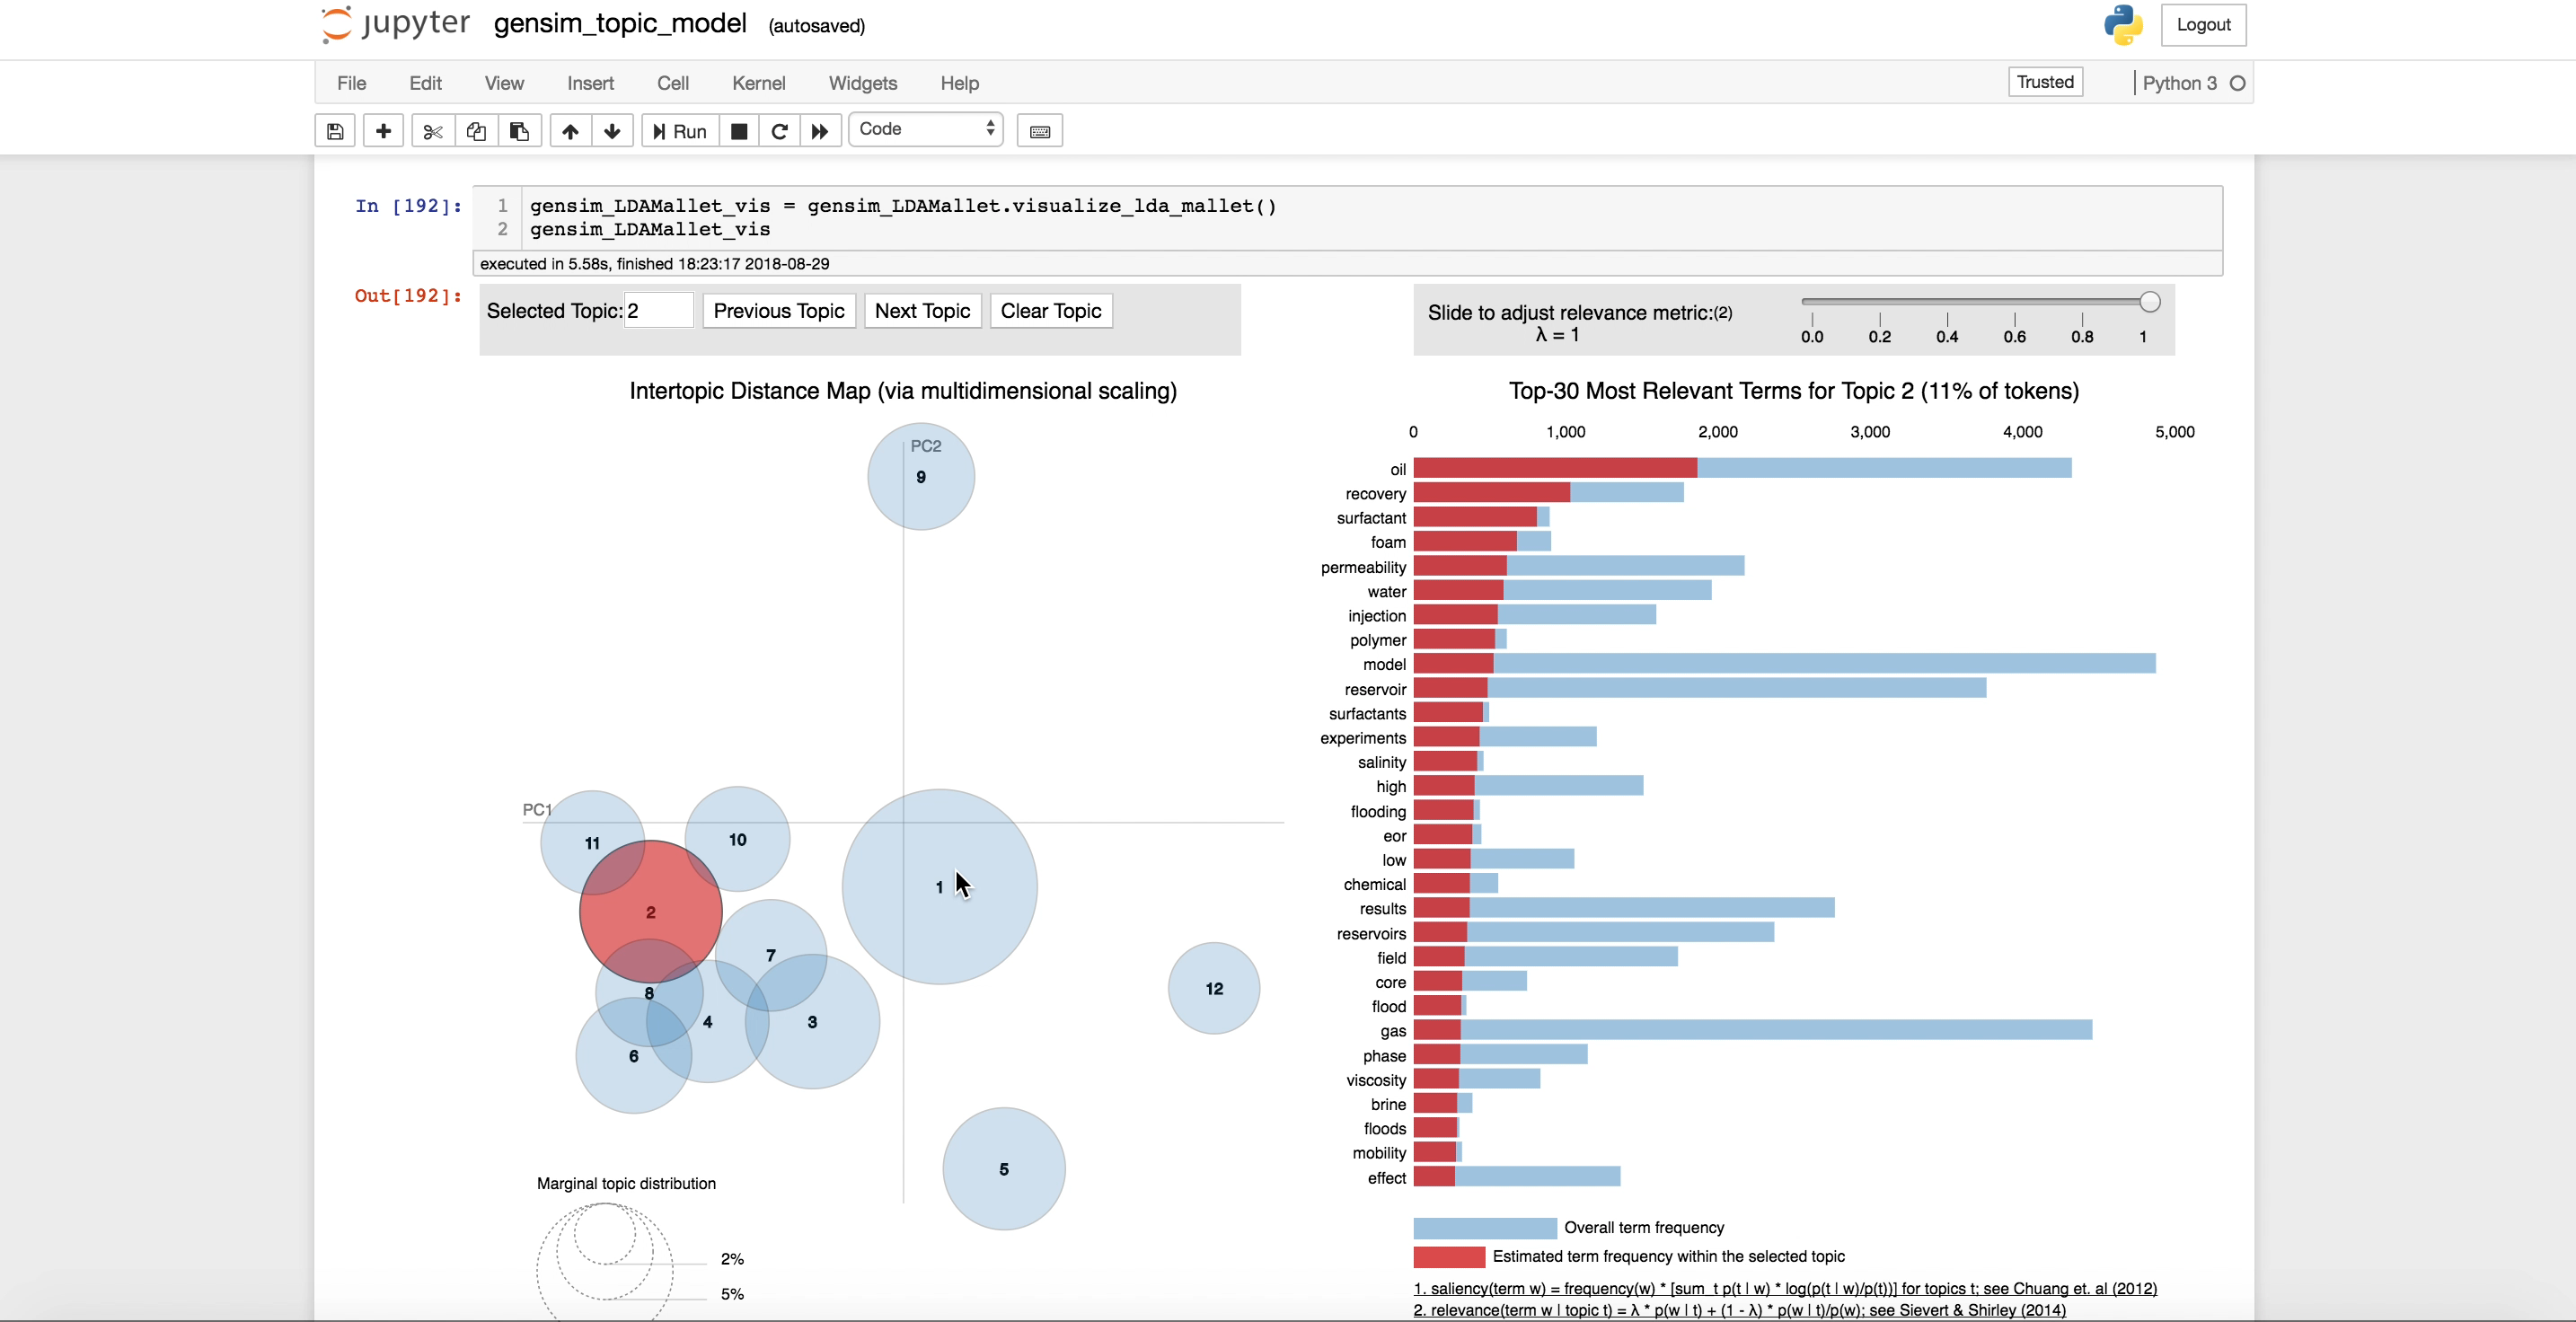 jupyter gensim_topic_model (autosaved)
Logout
File Edit View Insert Cell Kernel Widgets Help
Trusted Python 3
Run Code
In [192]:
1 gensim_LDAMallet_vis = gensim_LDAMallet.visualize_lda_mallet()
2 gensim_LDAMallet_vis
executed in 5.58s, finished 18:23:17 2018-08-29
Out[192]:
Selected Topic: 2 Previous Topic Next Topic Clear Topic
Slide to adjust relevance metric:(2)
λ = 1
0.0 0.2 0.4 0.6 0.8 1
Intertopic Distance Map (via multidimensional scaling)
PC2
9
PC1
11
10
1
2
7
12
8
4
3
6
5
Marginal topic distribution
2%
5%
Top-30 Most Relevant Terms for Topic 2 (11% of tokens)
0 1,000 2,000 3,000 4,000 5,000
oil
recovery
surfactant
foam
permeability
water
injection
polymer
model
reservoir
surfactants
experiments
salinity
high
flooding
eor
low
chemical
results
reservoirs
field
core
flood
gas
phase
viscosity
brine
floods
mobility
effect
Overall term frequency
Estimated term frequency within the selected topic
1. saliency(term w) = frequency(w) * [sum_t p(t | w) * log(p(t | w)/p(t))] for topics t; see Chuang et. al (2012)
2. relevance(term w | topic t) = λ * p(w | t) + (1 - λ) * p(w | t)/p(w); see Sievert & Shirley (2014)